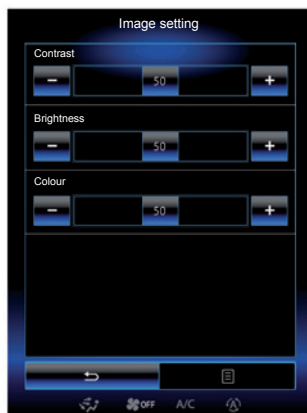 Image setting
Contrast
− 50 +
Brightness
− 50 +
Colour
− 50 +
OFF A/C